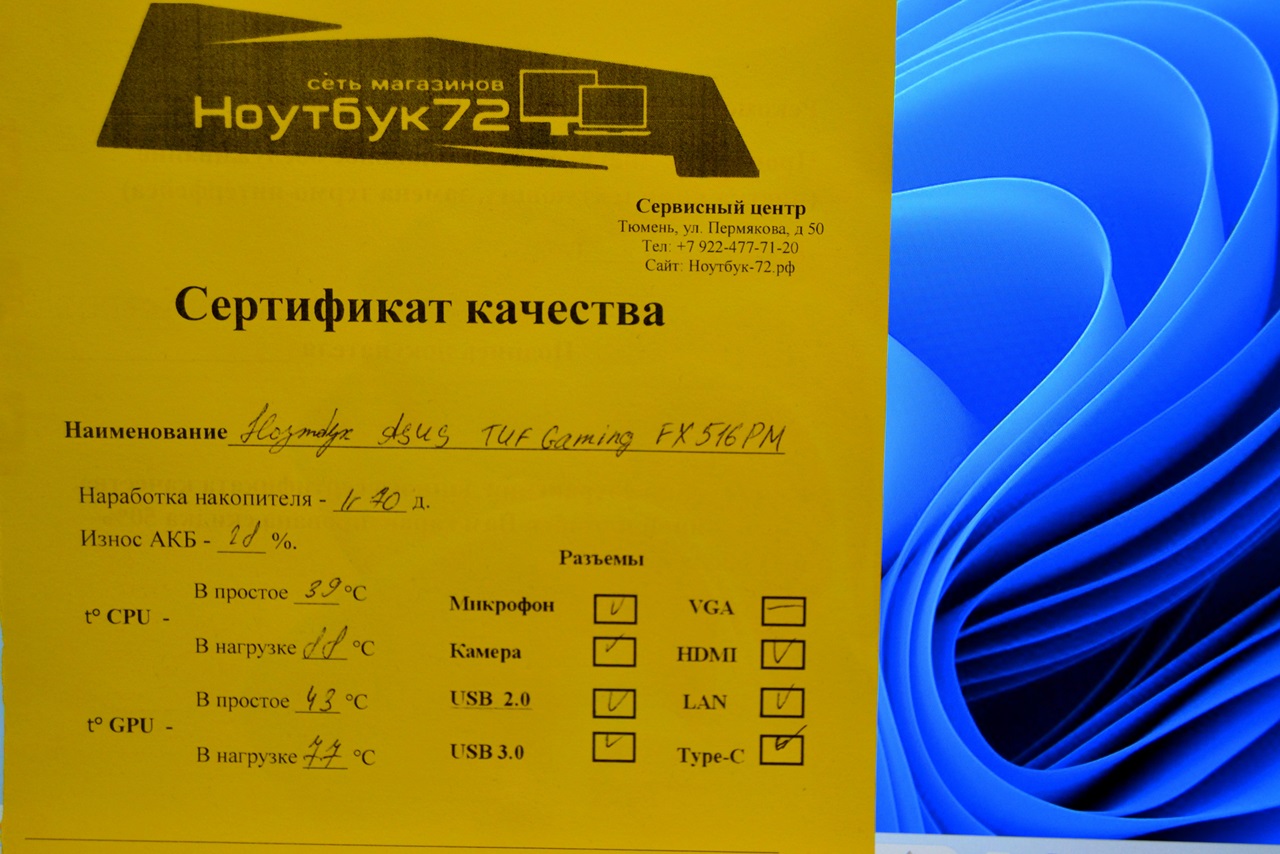 сеть магазинов
Ноутбук72
Сервисный центр
Тюмень, ул. Пермякова, д 50
Тел: +7 922-477-71-20
Сайт: Ноутбук-72.рф
Сертификат качества
Наименование Ноутбук ASUS TUF Gaming FX516PM
Наработка накопителя - д.
Износ АКБ - %.
Разъемы
t° CPU -
В простое 39 °C
В нагрузке 88 °C
t° GPU -
В простое 43 °C
В нагрузке 77 °C
Микрофон
VGA
Камера
HDMI
USB 2.0
LAN
USB 3.0
Type-C